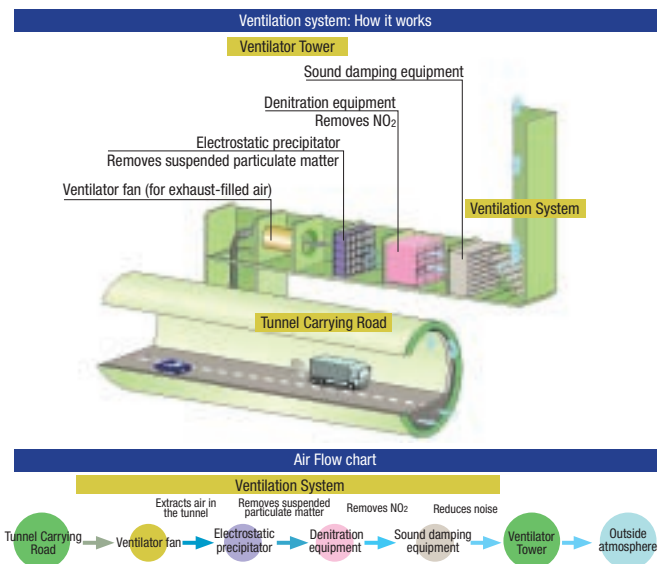 Ventilation system: How it works
Ventilator Tower
Sound damping equipment
Denitration equipment
Removes NO₂
Electrostatic precipitator
Removes suspended particulate matter
Ventilator fan (for exhaust-filled air)
Ventilation System
Tunnel Carrying Road
Air Flow chart
Ventilation System
Extracts air in
the tunnel
Removes suspended
particulate matter
Removes NO₂
Reduces noise
Tunnel Carrying
Road
Ventilator fan
Electrostatic
precipitator
Denitration
equipment
Sound damping
equipment
Ventilator
Tower
Outside
atmosphere